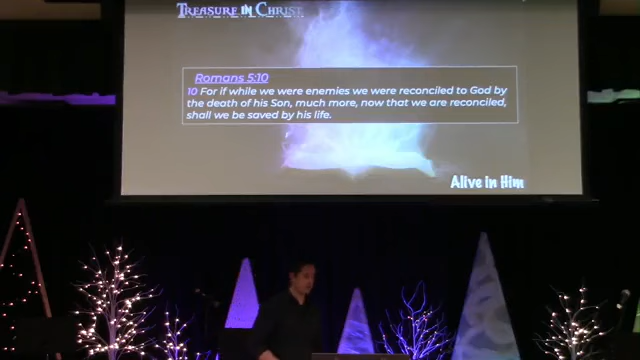 Treasure in Christ
Romans 5:10
10 For if while we were enemies we were reconciled to God by
the death of his Son, much more, now that we are reconciled,
shall we be saved by his life.
Alive in Him